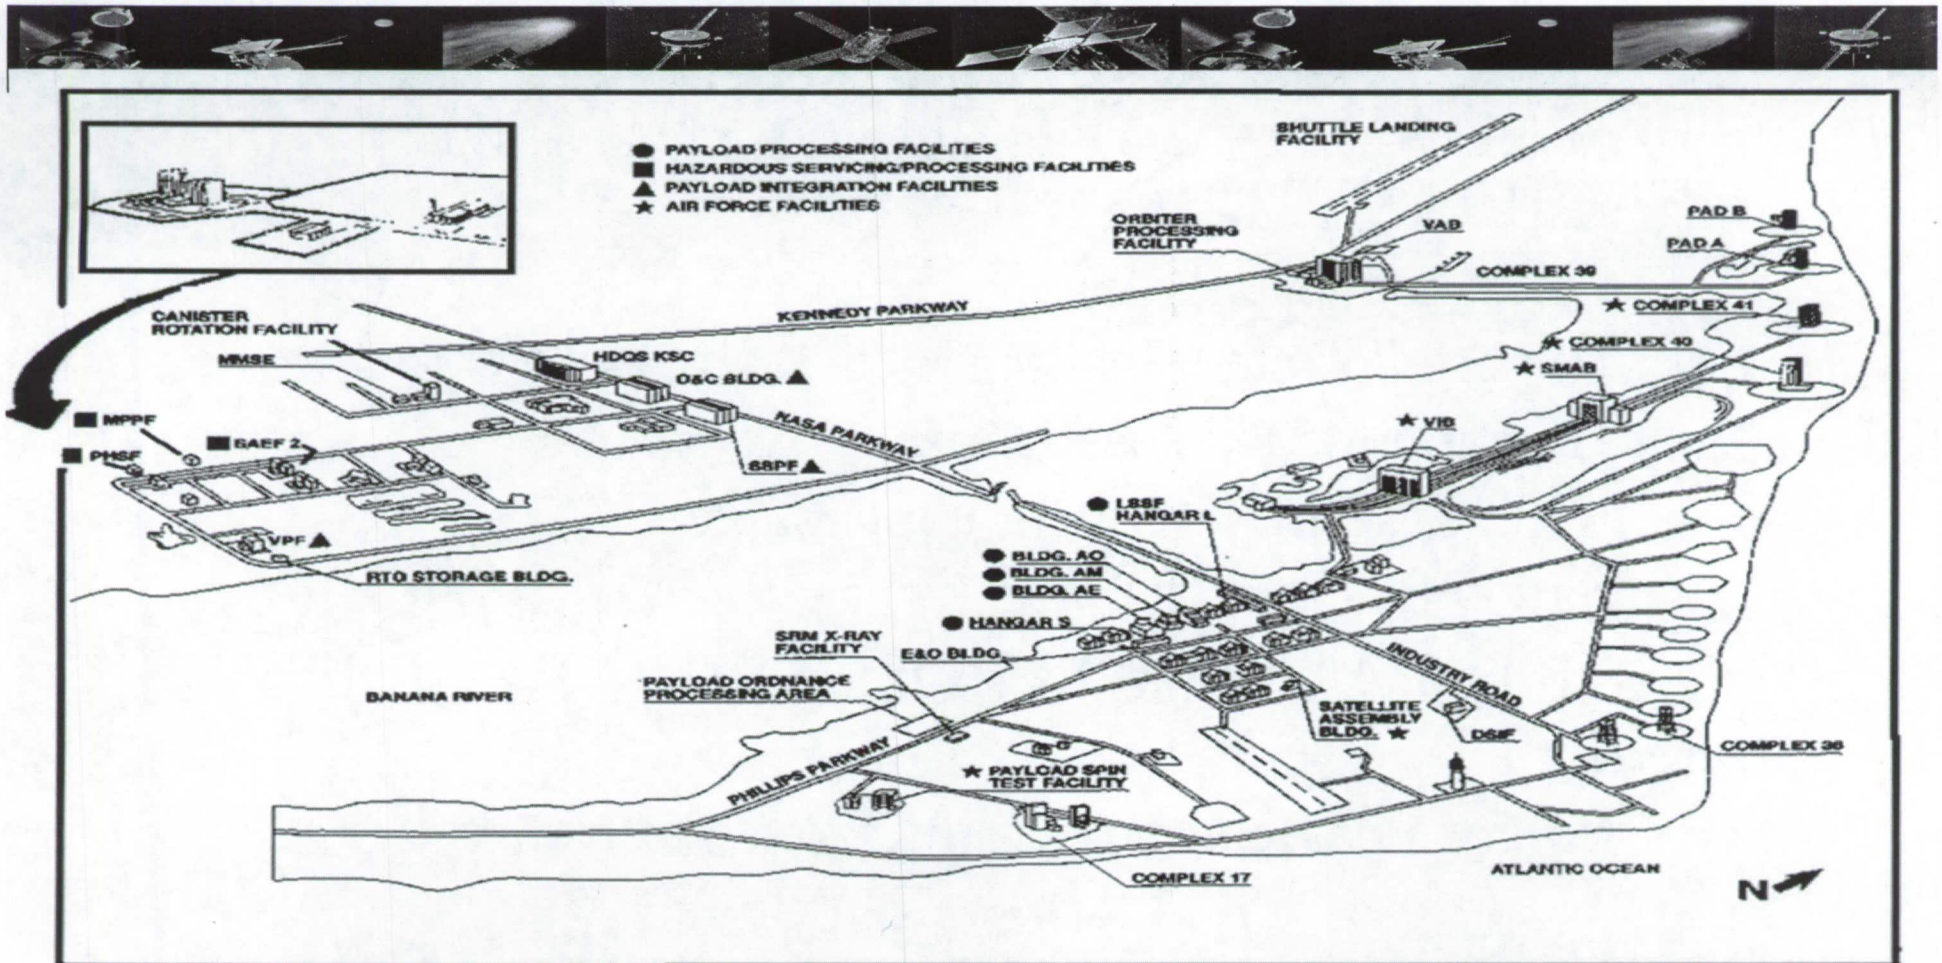 PAYLOAD PROCESSING FACILITIES
HAZARDOUS SERVICING/PROCESSING FACILITIES
PAYLOAD INTEGRATION FACILITIES
AIR FORCE FACILITIES
SHUTTLE LANDING
FACILITY
ORBITER
PROCESSING
FACILITY
VAB
PAD B
PAD A
COMPLEX 39
COMPLEX 41
COMPLEX 40
SMAB
VIB
KENNEDY PARKWAY
CANISTER
ROTATION FACILITY
MMSE
HDQS KSC
O&C BLDG.
NASA PARKWAY
SSPF
MPPF
SAEF 2
PHSF
VPF
RTG STORAGE BLDG.
LSSF
HANGAR L
BLDG. AO
BLDG. AM
BLDG. AE
HANGAR S
E&O BLDG.
SRM X-RAY
FACILITY
PAYLOAD ORDNANCE
PROCESSING AREA
BANANA RIVER
INDUSTRY ROAD
SATELLITE
ASSEMBLY
BLDG.
DSIF
COMPLEX 36
PHILLIPS PARKWAY
PAYLOAD SPIN
TEST FACILITY
COMPLEX 17
ATLANTIC OCEAN
N